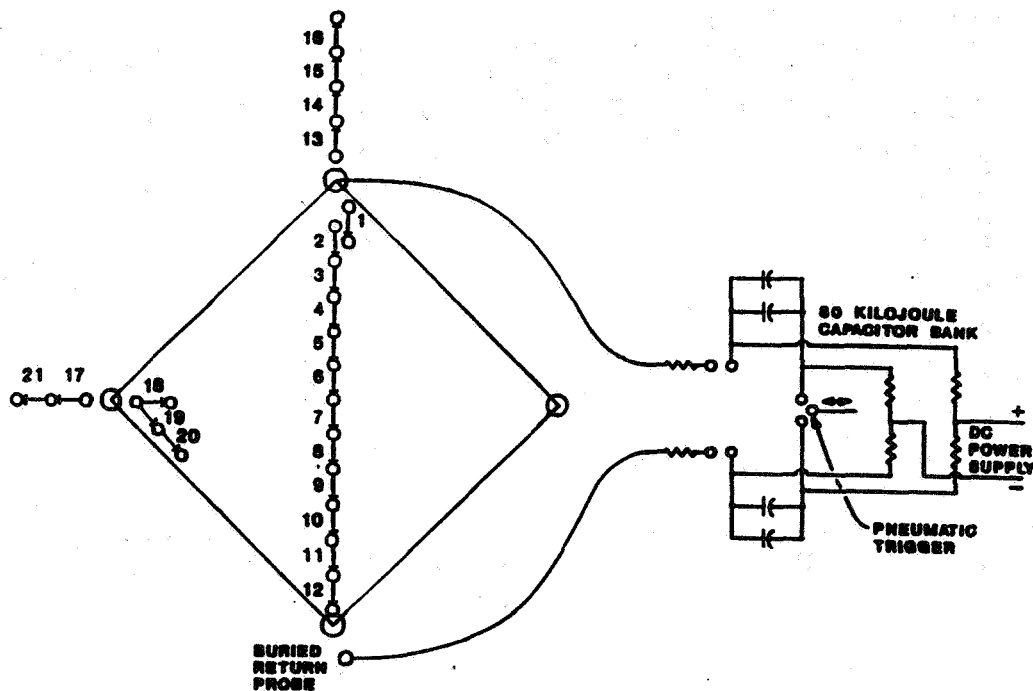 16
15
14
13
1
2
3
4
5
6
7
8
9
10
11
12
21 17
18
19
20
80 KILOJOULE
CAPACITOR BANK
+
DC
POWER
SUPPLY
−
PNEUMATIC
TRIGGER
BURIED
RETURN
PROBE